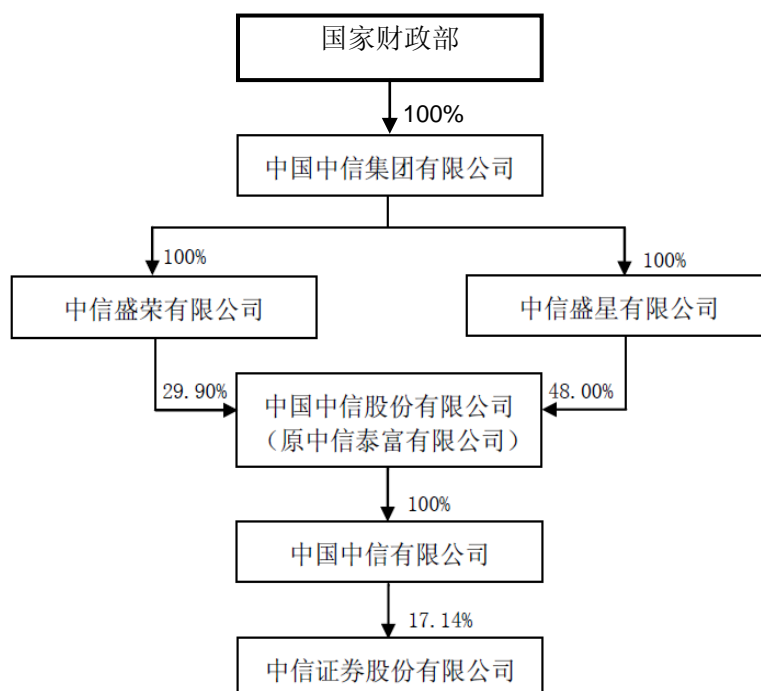 国家财政部
100%
中国中信集团有限公司
100%
100%
中信盛荣有限公司
中信盛星有限公司
29.90%
48.00%
中国中信股份有限公司
（原中信泰富有限公司）
100%
中国中信有限公司
17.14%
中信证券股份有限公司